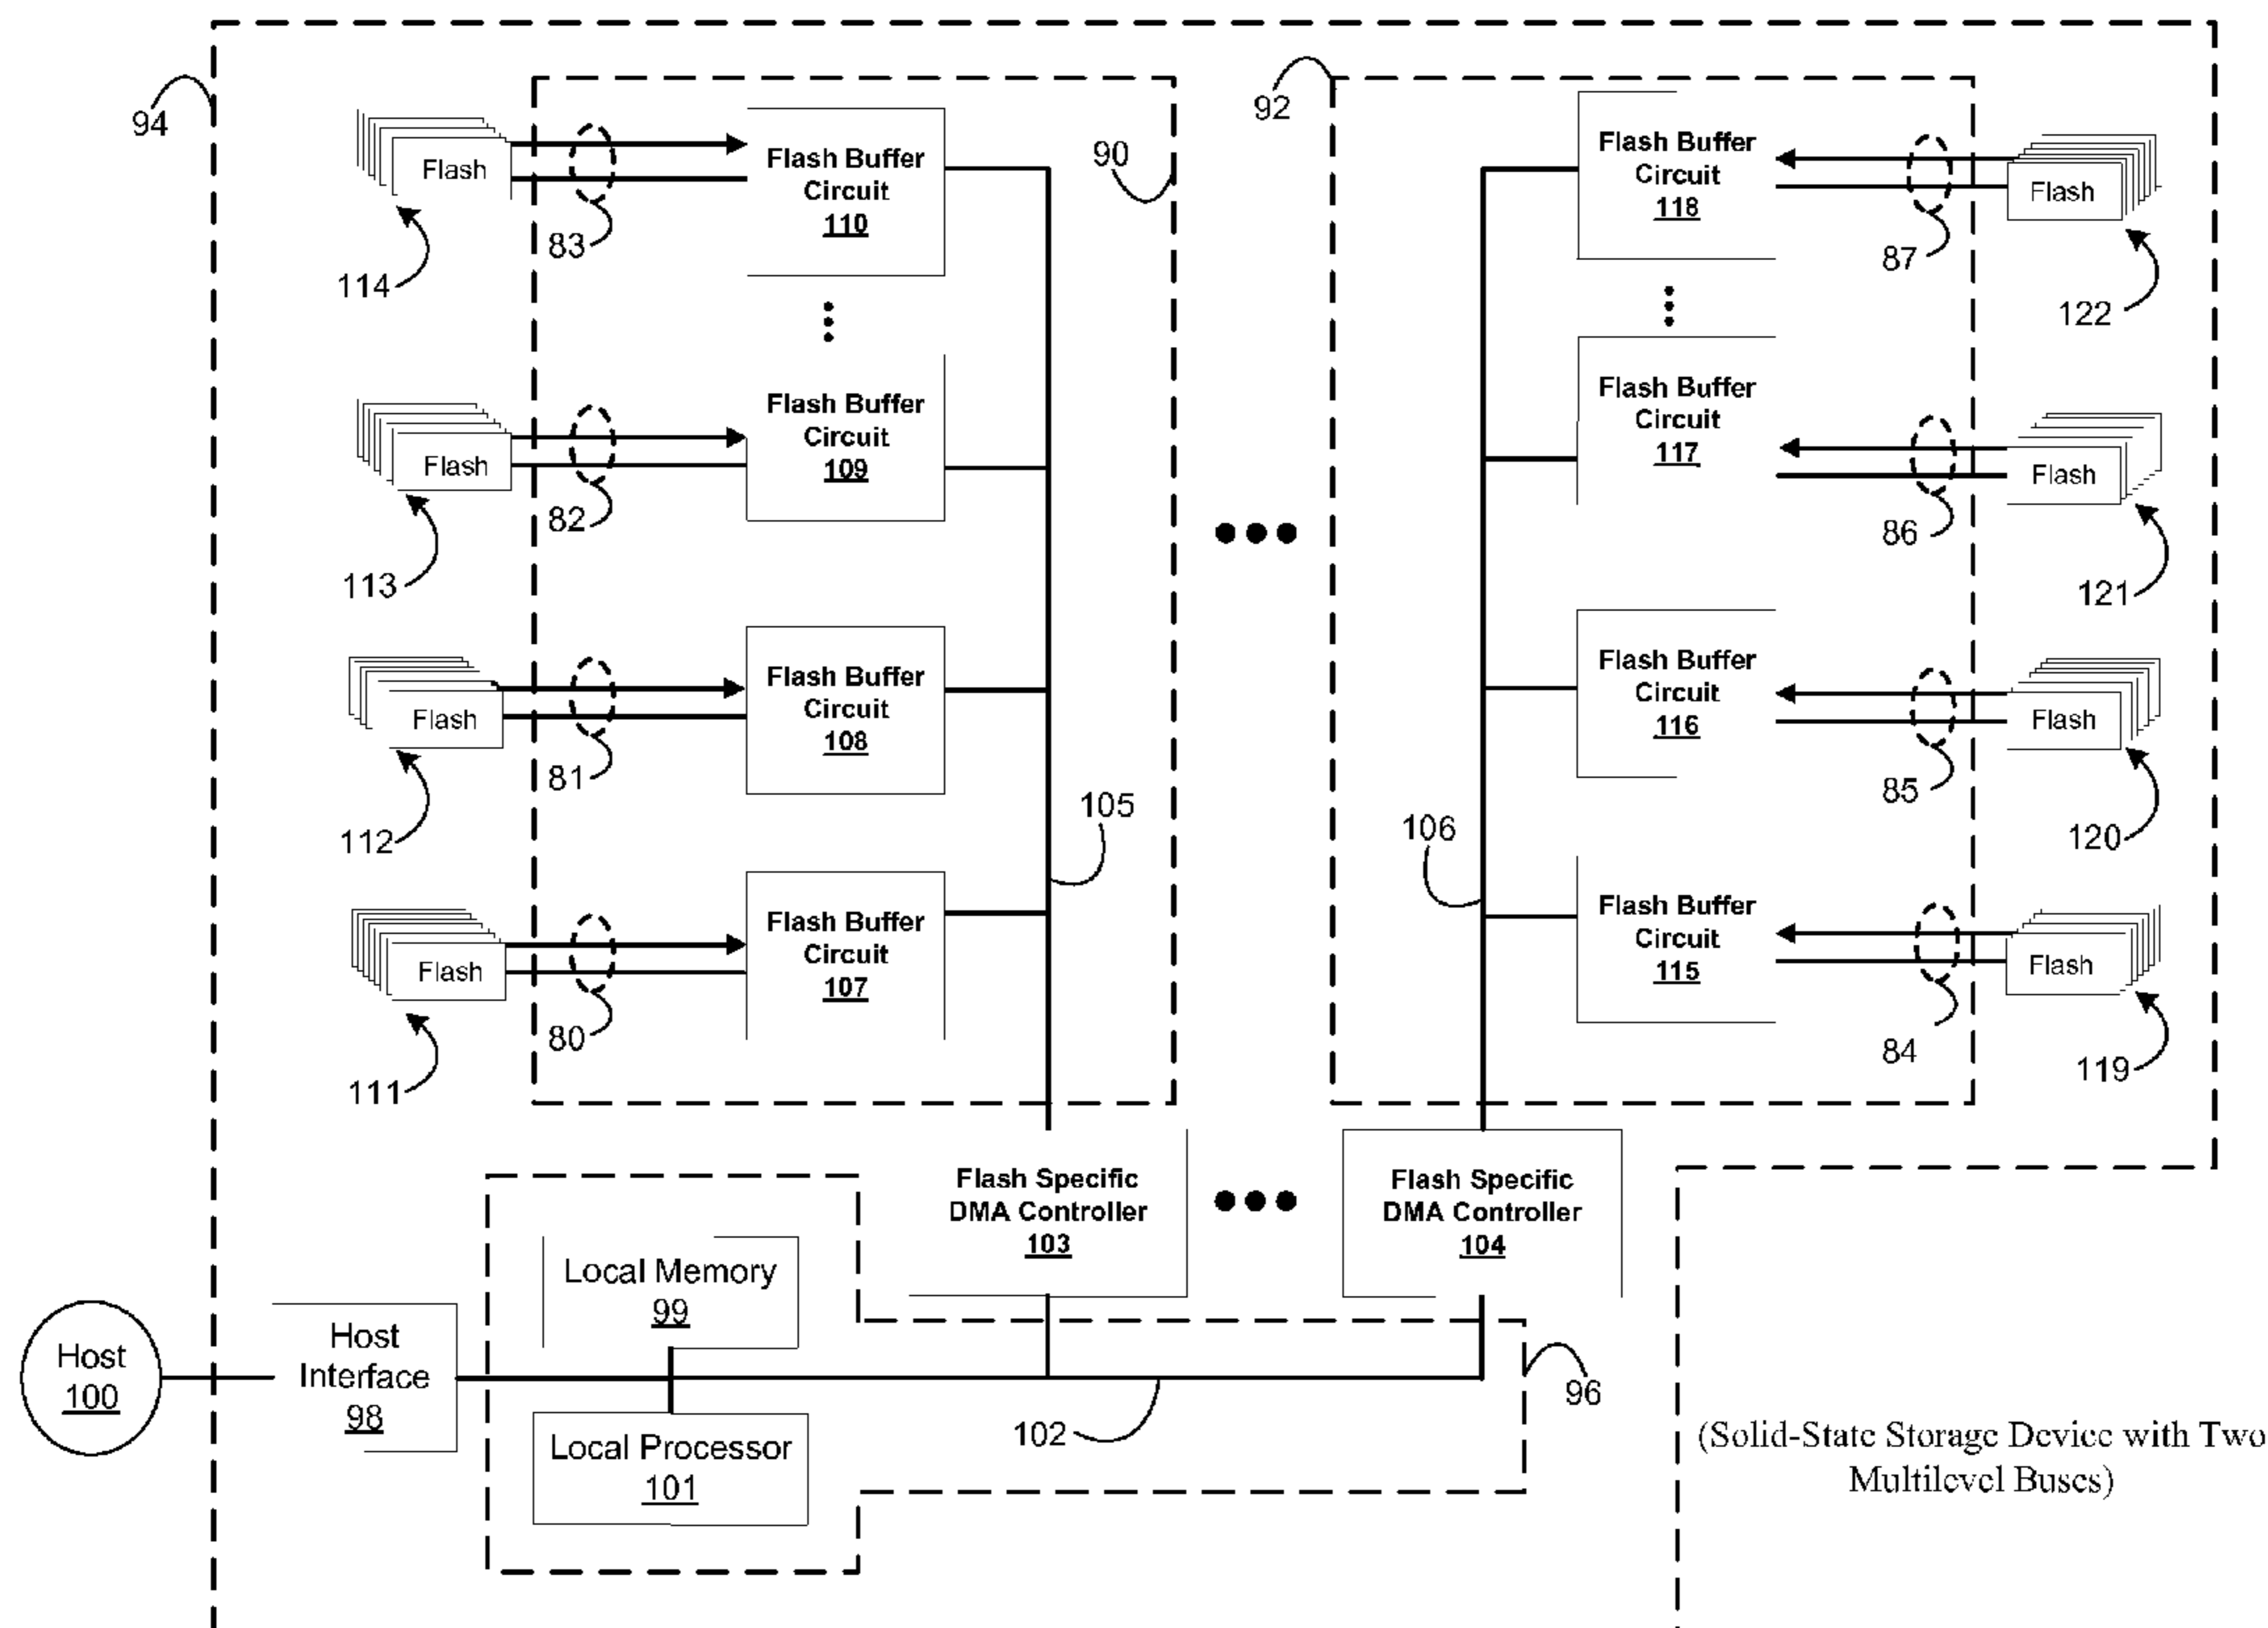 94
Flash
83
114
Flash Buffer
Circuit
110
90
92
Flash Buffer
Circuit
118
87
Flash
122
Flash
82
113
Flash Buffer
Circuit
109
Flash Buffer
Circuit
117
86
Flash
121
Flash
81
112
Flash Buffer
Circuit
108
105
106
Flash Buffer
Circuit
116
85
Flash
120
Flash
80
111
Flash Buffer
Circuit
107
Flash Buffer
Circuit
115
84
Flash
119
Flash Specific
DMA Controller
103
Flash Specific
DMA Controller
104
Local Memory
99
Host
100
Host
Interface
98
Local Processor
101
102
96
(Solid-State Storage Device with Two
Multilevel Buses)